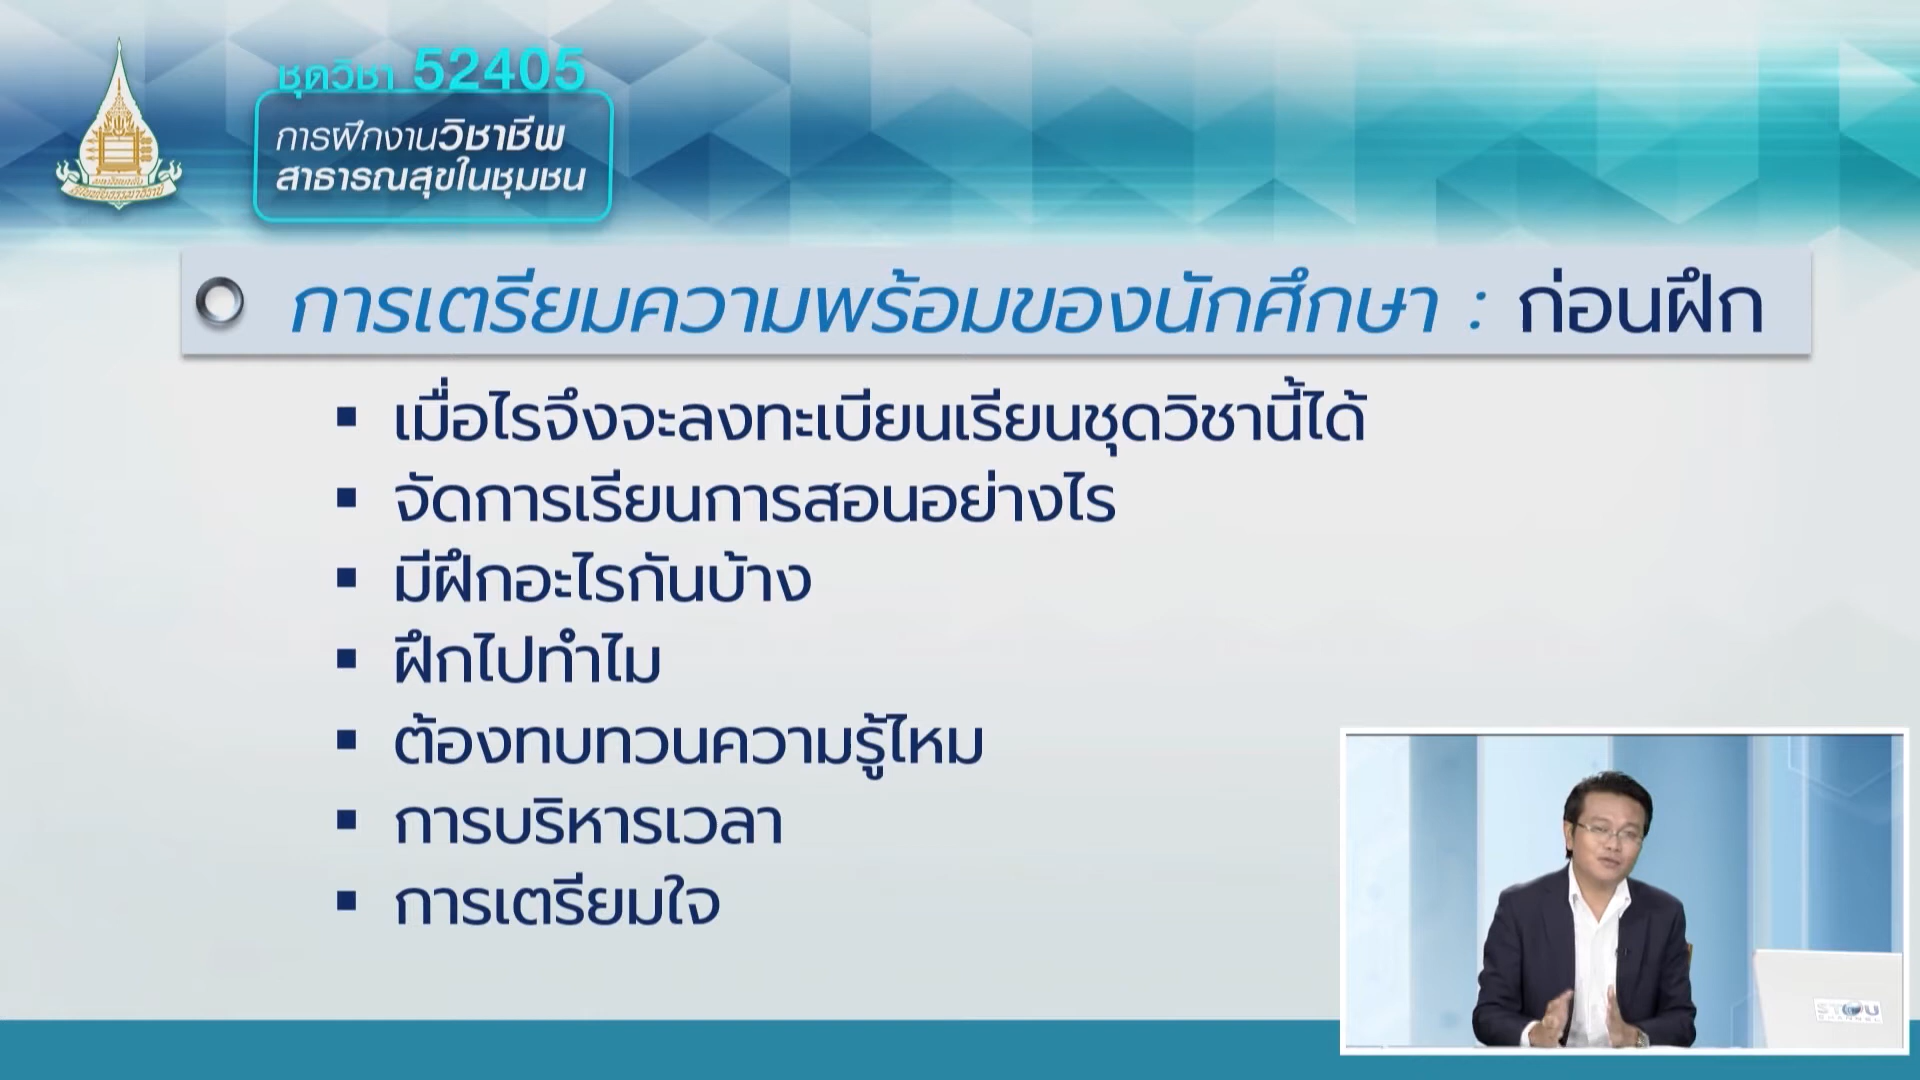 ชุดวิชา 52405
การฝึกงานวิชาชีพ
สาธารณสุขในชุมชน
การเตรียมความพร้อมของนักศึกษา : ก่อนฝึก
▪ เมื่อไรจึงจะลงทะเบียนเรียนชุดวิชานี้ได้
▪ จัดการเรียนการสอนอย่างไร
▪ มีฝึกอะไรกันบ้าง
▪ ฝึกไปทำไม
▪ ต้องทบทวนความรู้ไหม
▪ การบริหารเวลา
▪ การเตรียมใจ
STOU
CHANNEL